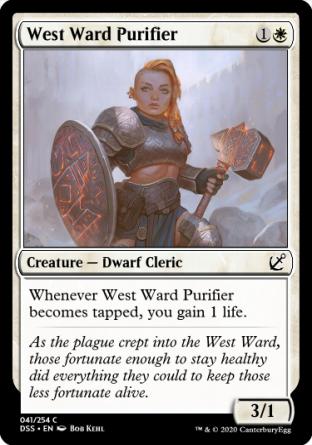 West Ward Purifier 1
Creature — Dwarf Cleric
Whenever West Ward Purifier
becomes tapped, you gain 1 life.
As the plague crept into the West Ward,
those fortunate enough to stay healthy
did everything they could to keep those
less fortunate alive.
3/1
041/254 C
DSS • EN BOB KEHL
™ & © 2020 CanterburyEgg